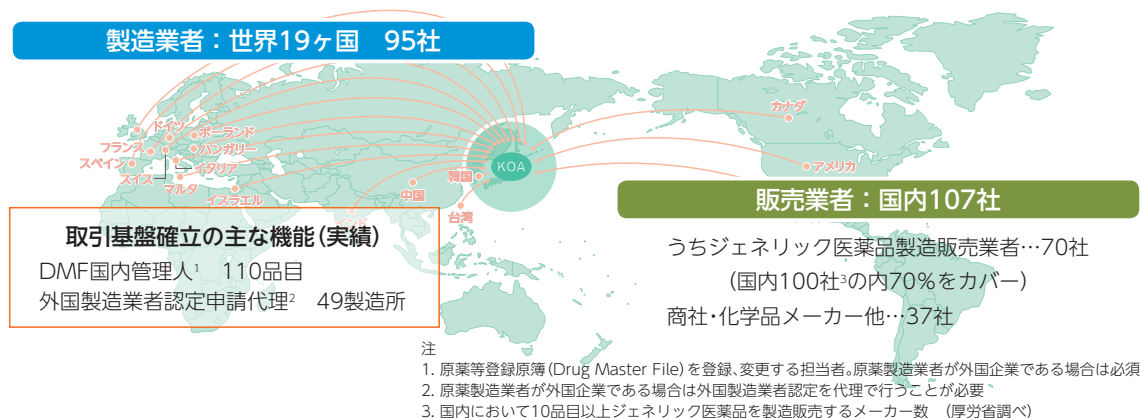 製造業者：世界19ヶ国　95社
カナダ
ドイツ
ポーランド
フランス
ハンガリー
スペイン
イタリア
スイス
マルタ
イスラエル
中国
韓国
KOA
台湾
アメリカ
インド
販売業者：国内107社
取引基盤確立の主な機能(実績)
DMF国内管理人1　110品目
外国製造業者認定申請代理2　49製造所
うちジェネリック医薬品製造販売業者…70社
（国内100社3の内70％をカバー）
商社・化学品メーカー他…37社
注
1. 原薬等登録原簿(Drug Master File)を登録、変更する担当者。原薬製造業者が外国企業である場合は必須
2. 原薬製造業者が外国企業である場合は外国製造業者認定を代理で行うことが必要
3. 国内において10品目以上ジェネリック医薬品を製造販売するメーカー数　(厚労省調べ)